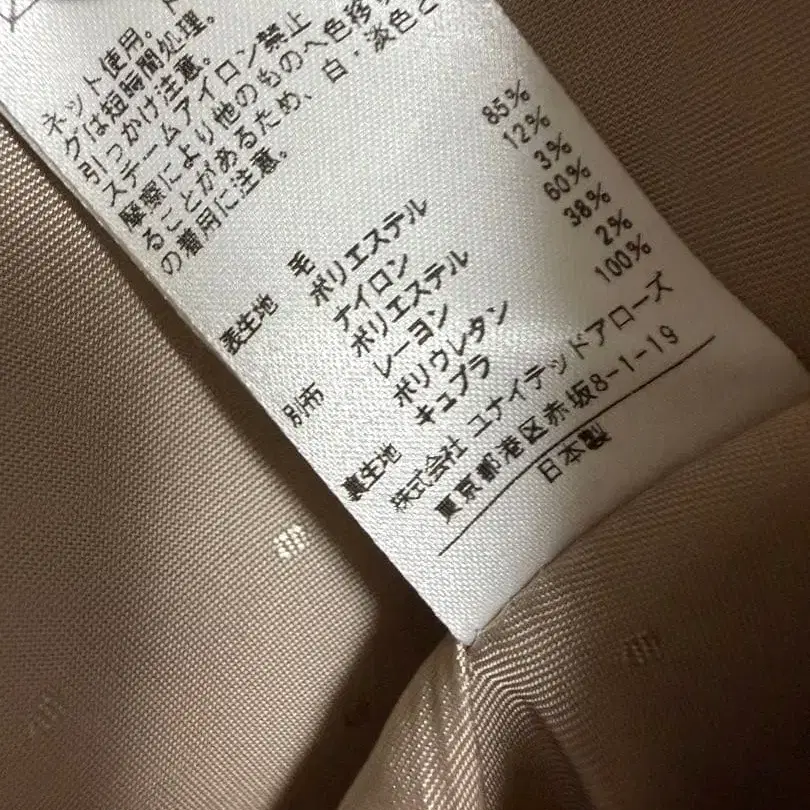 ネット使用。
グは短時間処理。
引っかけ注意。
スチームアイロン禁止
摩擦により他のものへ色移り
ることがあるため、白・淡色と
の着用に注意。
表生地 毛 85%
ポリエステル 12%
ナイロン 3%
別布 ポリエステル 60%
レーヨン 38%
ポリウレタン 2%
裏生地 キュプラ 100%
株式会社 ユナイテッドアローズ
東京都港区赤坂8-1-19
日本製